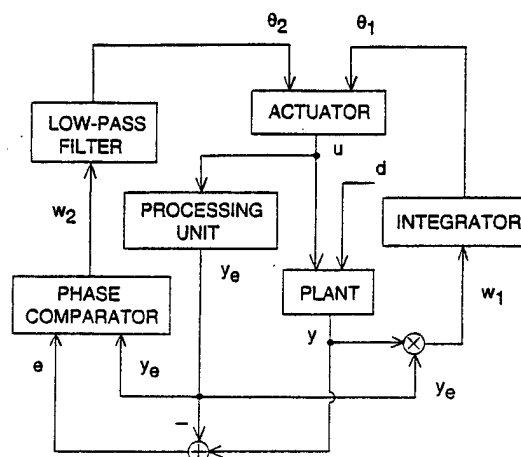 θ2
θ1
ACTUATOR
LOW-PASS
FILTER
u
d
w2
PROCESSING
UNIT
INTEGRATOR
ye
PHASE
COMPARATOR
PLANT
w1
y
e
ye
ye
−
+
×